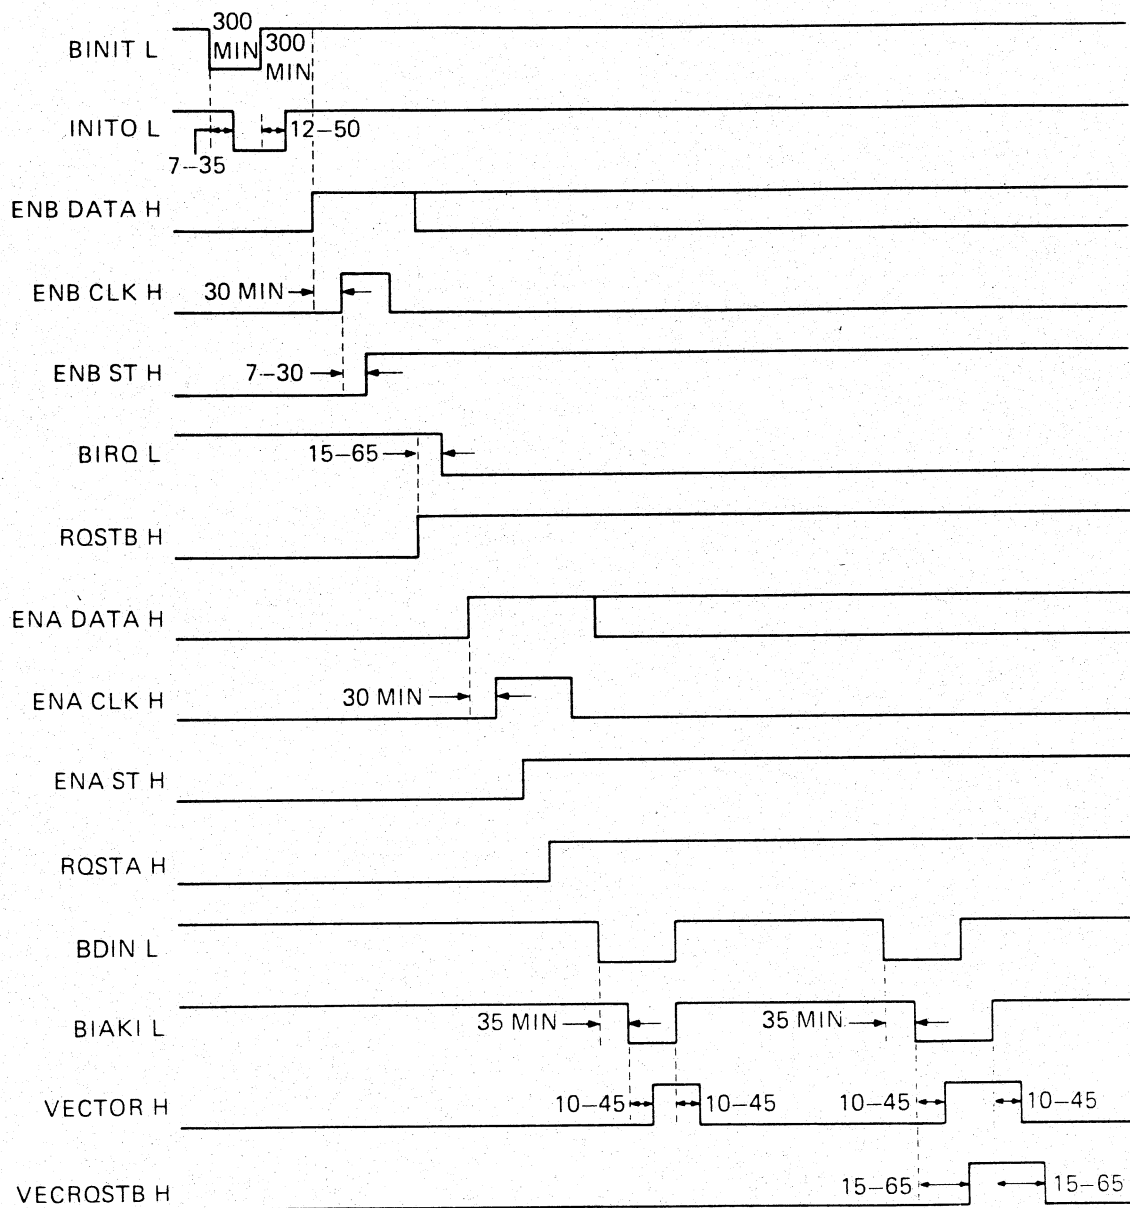 BINIT L
300
MIN
300
MIN
INITO L
12–50
7–35
ENB DATA H
ENB CLK H
30 MIN
ENB ST H
7–30
BIRQ L
15–65
RQSTB H
ENA DATA H
ENA CLK H
30 MIN
ENA ST H
RQSTA H
BDIN L
BIAKI L
35 MIN
35 MIN
VECTOR H
10–45
10–45
10–45
10–45
VECRQSTB H
15–65
15–65